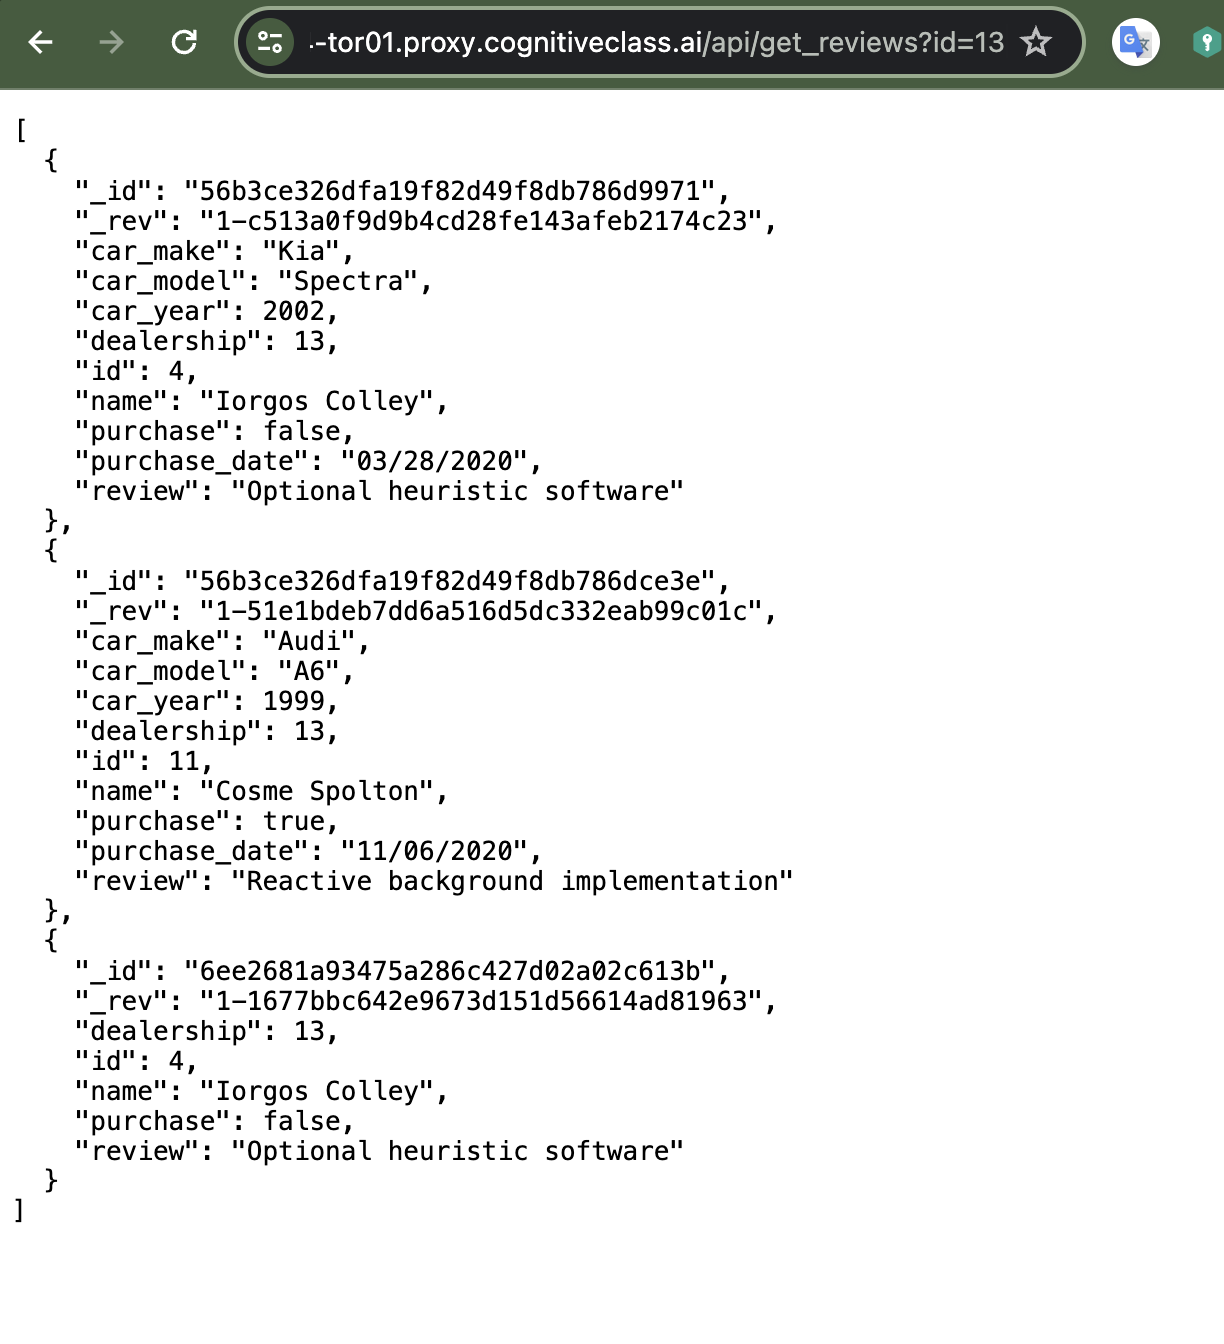 -tor01.proxy.cognitiveclass.ai/api/get_reviews?id=13
[
  {
    "_id": "56b3ce326dfa19f82d49f8db786d9971",
    "_rev": "1-c513a0f9d9b4cd28fe143afeb2174c23",
    "car_make": "Kia",
    "car_model": "Spectra",
    "car_year": 2002,
    "dealership": 13,
    "id": 4,
    "name": "Iorgos Colley",
    "purchase": false,
    "purchase_date": "03/28/2020",
    "review": "Optional heuristic software"
  },
  {
    "_id": "56b3ce326dfa19f82d49f8db786dce3e",
    "_rev": "1-51e1bdeb7dd6a516d5dc332eab99c01c",
    "car_make": "Audi",
    "car_model": "A6",
    "car_year": 1999,
    "dealership": 13,
    "id": 11,
    "name": "Cosme Spolton",
    "purchase": true,
    "purchase_date": "11/06/2020",
    "review": "Reactive background implementation"
  },
  {
    "_id": "6ee2681a93475a286c427d02a02c613b",
    "_rev": "1-1677bbc642e9673d151d56614ad81963",
    "dealership": 13,
    "id": 4,
    "name": "Iorgos Colley",
    "purchase": false,
    "review": "Optional heuristic software"
  }
]